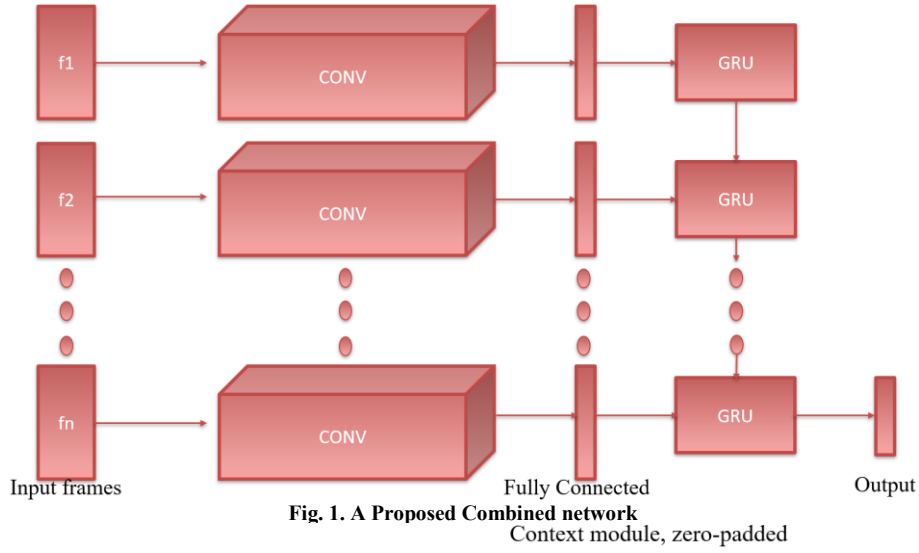 f1
CONV
GRU
f2
CONV
GRU
fn
CONV
GRU
Input frames
Fully Connected
Output
Fig. 1. A Proposed Combined network
Context module, zero-padded